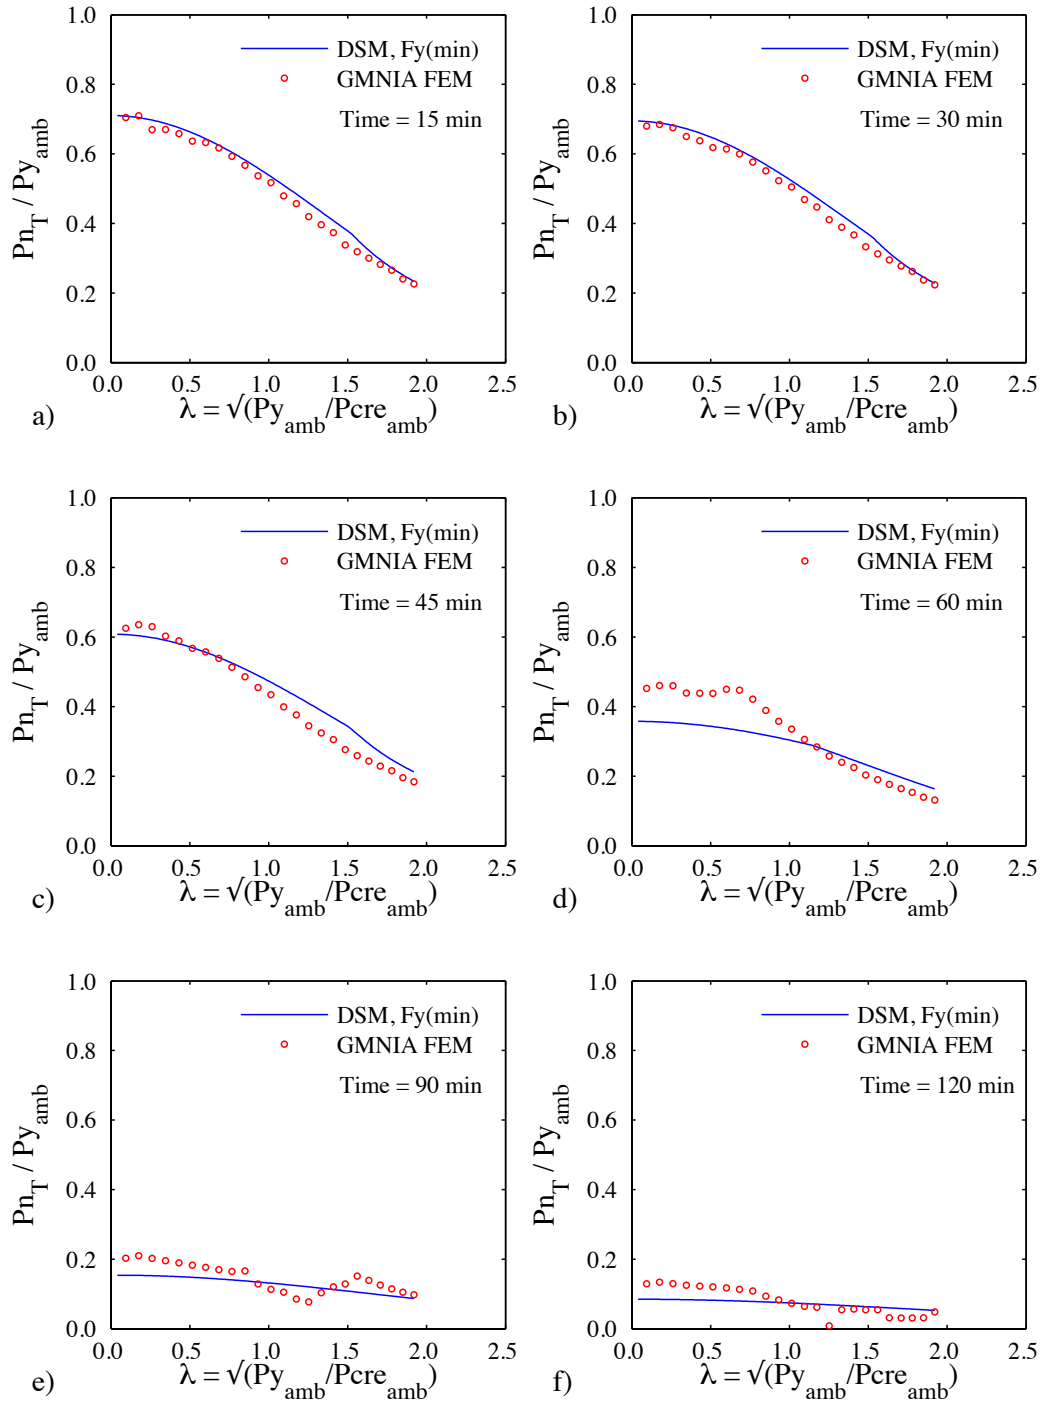 1.0
0.8
0.6
0.4
0.2
0.0
Pn_T / Py_amb
DSM, Fy(min)
GMNIA FEM
Time = 15 min
0.0 0.5 1.0 1.5 2.0 2.5
λ = √(Py_amb/Pcre_amb)
a)
1.0
0.8
0.6
0.4
0.2
0.0
Pn_T / Py_amb
DSM, Fy(min)
GMNIA FEM
Time = 30 min
0.0 0.5 1.0 1.5 2.0 2.5
λ = √(Py_amb/Pcre_amb)
b)
1.0
0.8
0.6
0.4
0.2
0.0
Pn_T / Py_amb
DSM, Fy(min)
GMNIA FEM
Time = 45 min
0.0 0.5 1.0 1.5 2.0 2.5
λ = √(Py_amb/Pcre_amb)
c)
1.0
0.8
0.6
0.4
0.2
0.0
Pn_T / Py_amb
DSM, Fy(min)
GMNIA FEM
Time = 60 min
0.0 0.5 1.0 1.5 2.0 2.5
λ = √(Py_amb/Pcre_amb)
d)
1.0
0.8
0.6
0.4
0.2
0.0
Pn_T / Py_amb
DSM, Fy(min)
GMNIA FEM
Time = 90 min
0.0 0.5 1.0 1.5 2.0 2.5
λ = √(Py_amb/Pcre_amb)
e)
1.0
0.8
0.6
0.4
0.2
0.0
Pn_T / Py_amb
DSM, Fy(min)
GMNIA FEM
Time = 120 min
0.0 0.5 1.0 1.5 2.0 2.5
λ = √(Py_amb/Pcre_amb)
f)